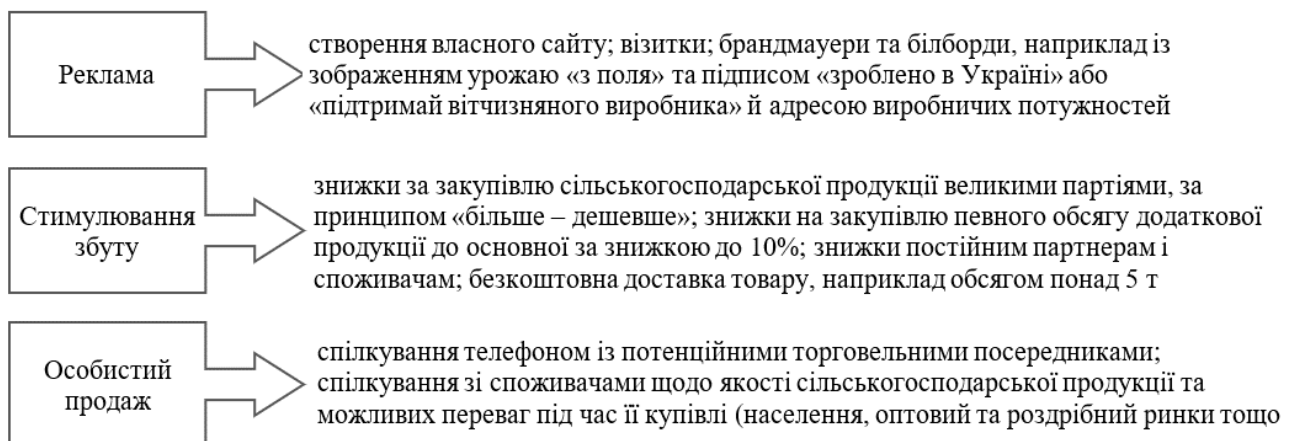 Реклама
створення власного сайту; візитки; брандмауери та білборди, наприклад із
зображенням урожаю «з поля» та підписом «зроблено в Україні» або
«підтримай вітчизняного виробника» й адресою виробничих потужностей
Стимулювання
збуту
знижки за закупівлю сільськогосподарської продукції великими партіями, за
принципом «більше – дешевше»; знижки на закупівлю певного обсягу додаткової
продукції до основної за знижкою до 10%; знижки постійним партнерам і
споживачам; безкоштовна доставка товару, наприклад обсягом понад 5 т
Особистий
продаж
спілкування телефоном із потенційними торговельними посередниками;
спілкування зі споживачами щодо якості сільськогосподарської продукції та
можливих переваг під час її купівлі (населення, оптовий та роздрібний ринки тощо